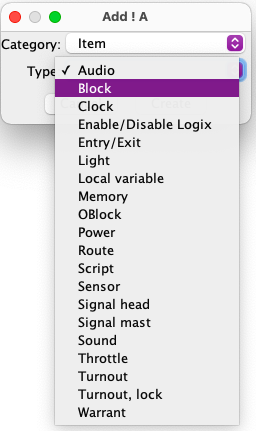 Add ! A
Category: Item
Type ✓ Audio
Block
Clock
Enable/Disable Logix
Entry/Exit
Light
Local variable
Memory
OBlock
Power
Route
Script
Sensor
Signal head
Signal mast
Sound
Throttle
Turnout
Turnout, lock
Warrant